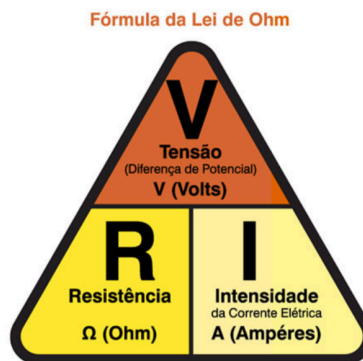 Fórmula da Lei de Ohm
V
Tensão
(Diferença de Potencial)
V (Volts)
R
Resistência
Ω (Ohm)
I
Intensidade
da Corrente Elétrica
A (Ampéres)